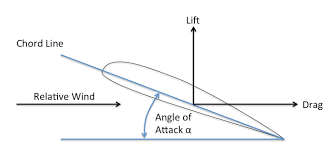 Lift
Chord Line
Relative Wind
Drag
Angle of
Attack α